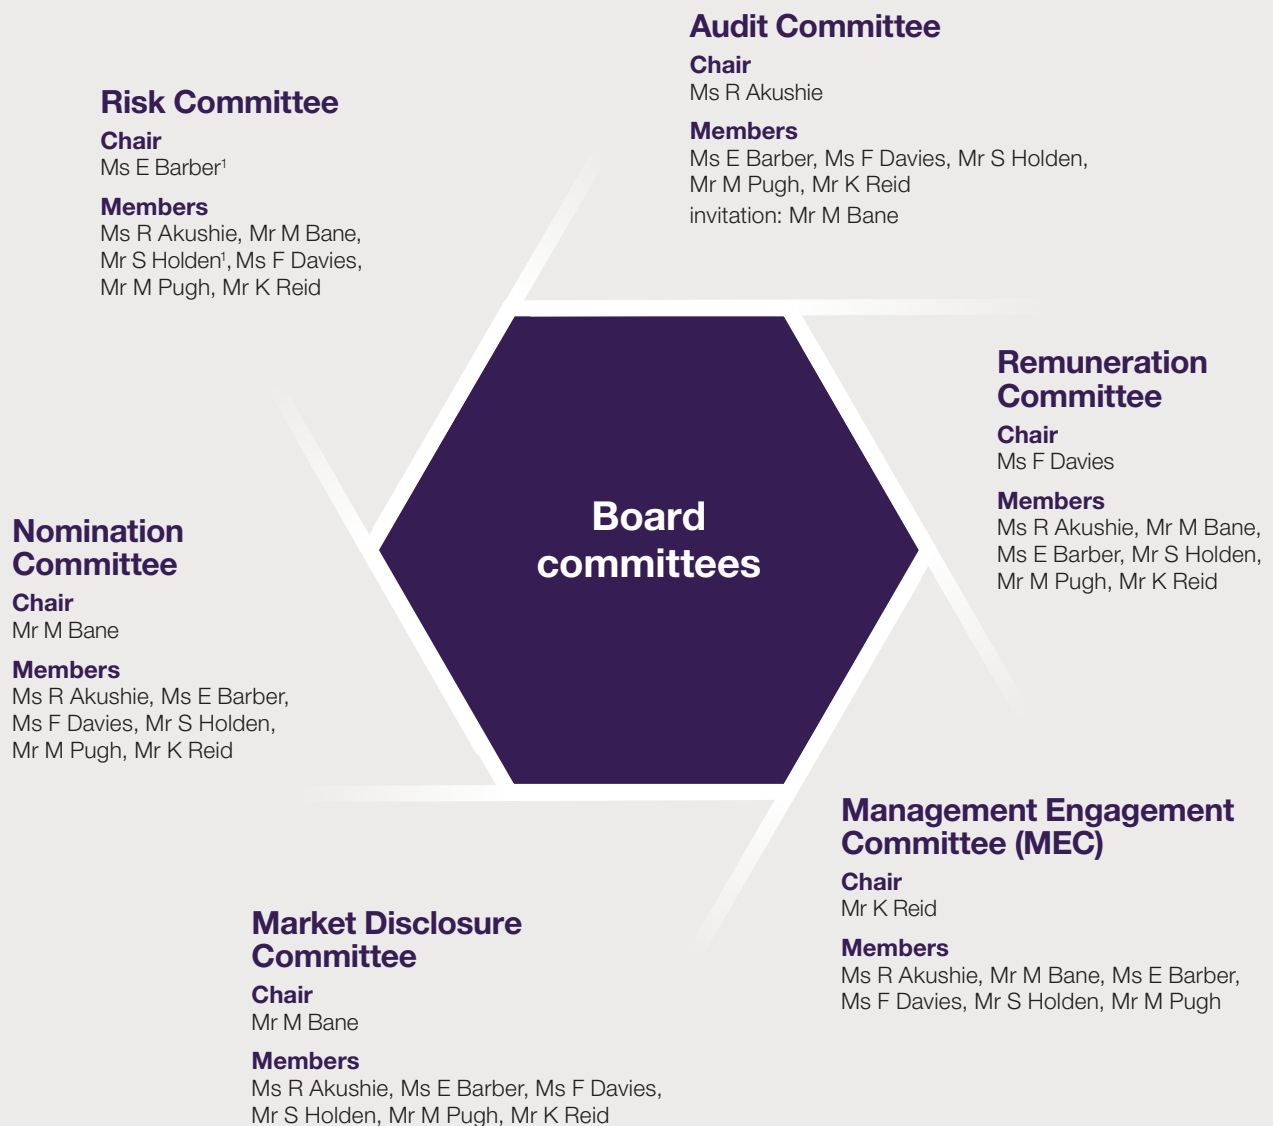 Audit Committee
Chair
Ms R Akushie
Members
Ms E Barber, Ms F Davies, Mr S Holden,
Mr M Pugh, Mr K Reid
invitation: Mr M Bane
Risk Committee
Chair
Ms E Barber¹
Members
Ms R Akushie, Mr M Bane,
Mr S Holden¹, Ms F Davies,
Mr M Pugh, Mr K Reid
Remuneration
Committee
Chair
Ms F Davies
Members
Ms R Akushie, Mr M Bane,
Ms E Barber, Mr S Holden,
Mr M Pugh, Mr K Reid
Board
committees
Nomination
Committee
Chair
Mr M Bane
Members
Ms R Akushie, Ms E Barber,
Ms F Davies, Mr S Holden,
Mr M Pugh, Mr K Reid
Management Engagement
Committee (MEC)
Chair
Mr K Reid
Members
Ms R Akushie, Mr M Bane, Ms E Barber,
Ms F Davies, Mr S Holden, Mr M Pugh
Market Disclosure
Committee
Chair
Mr M Bane
Members
Ms R Akushie, Ms E Barber, Ms F Davies,
Mr S Holden, Mr M Pugh, Mr K Reid